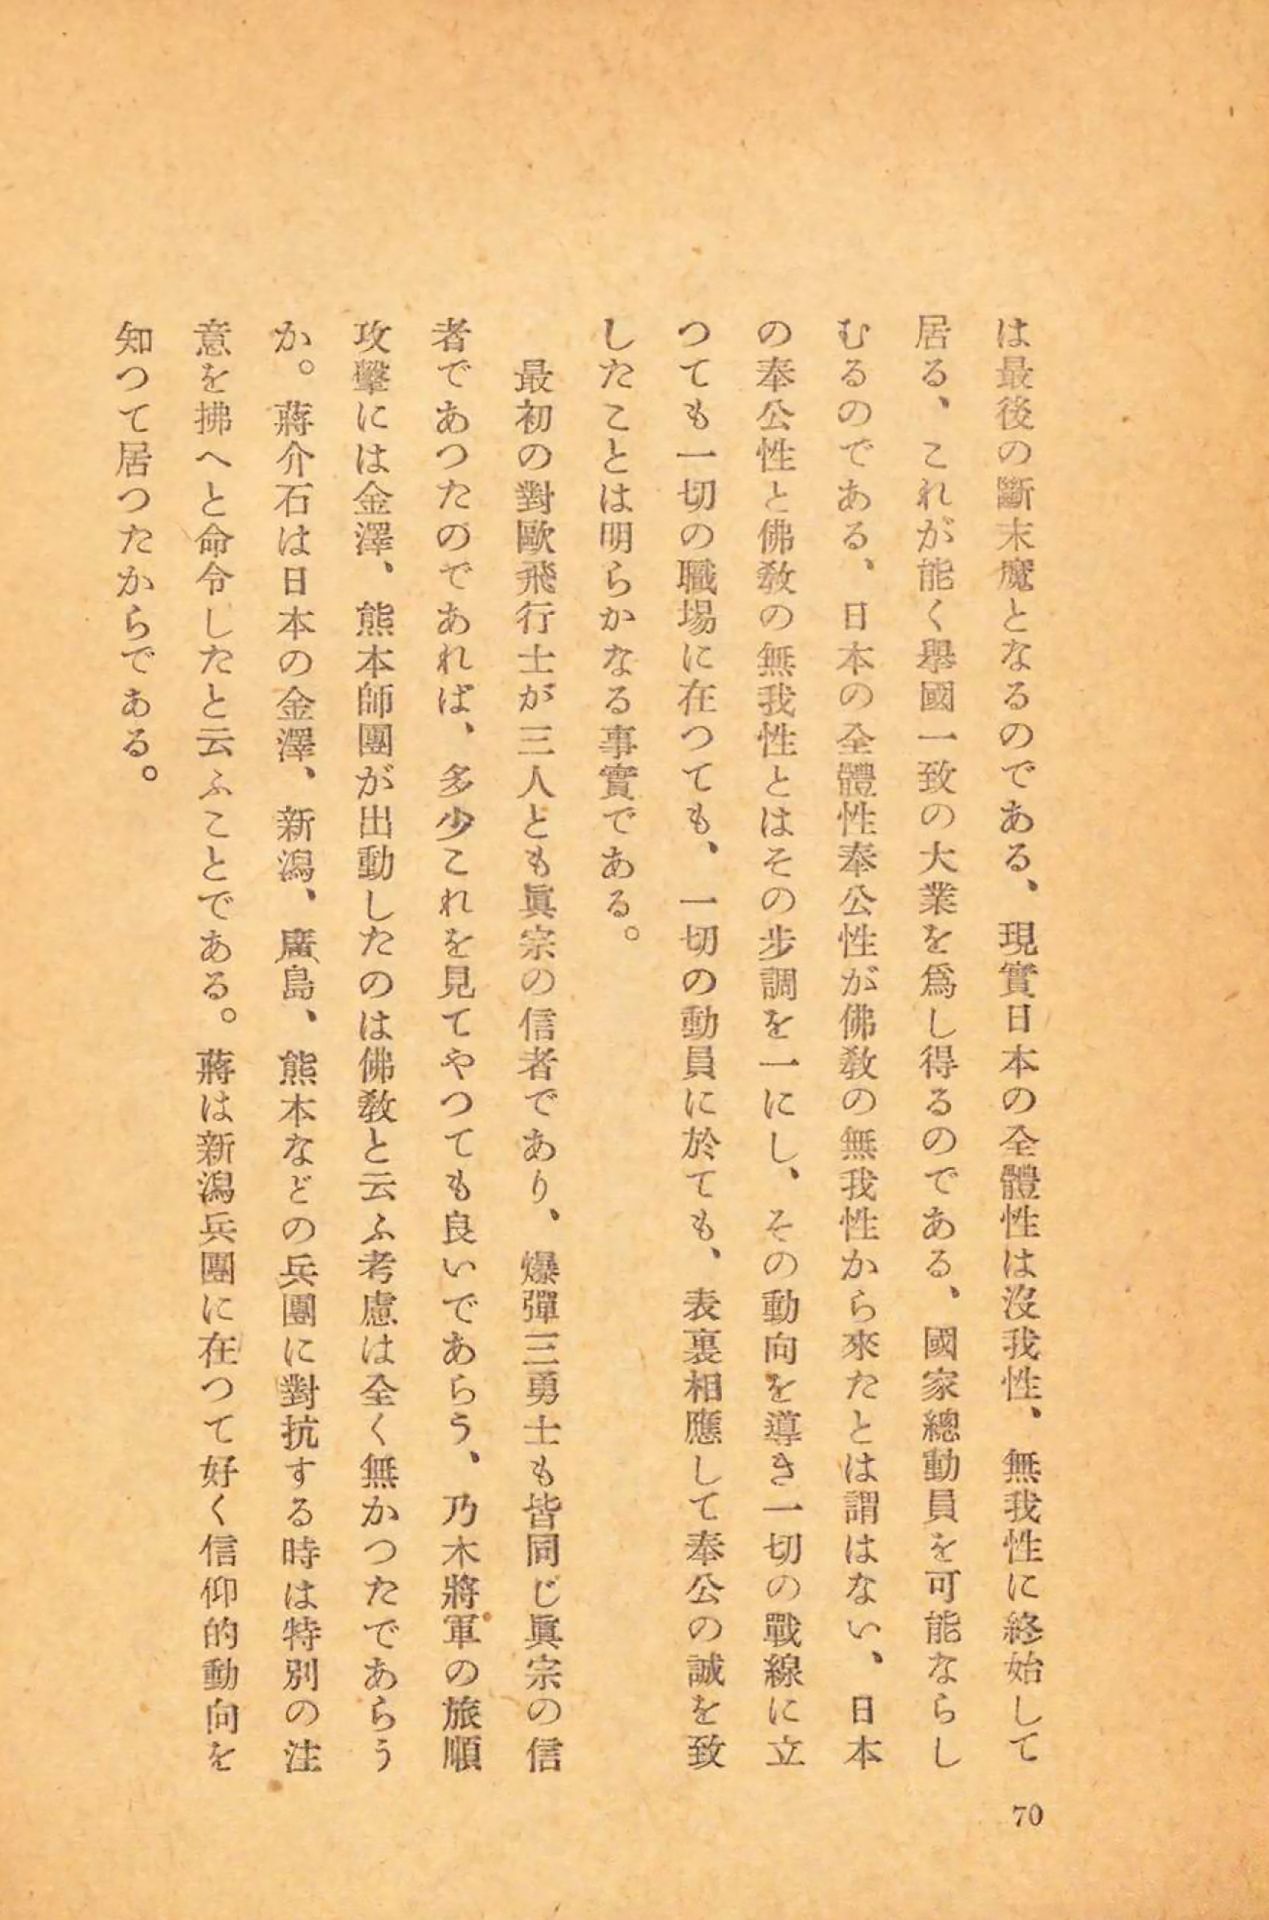 は最後の斷末魔となるのである、現實日本の全體性は沒我性、無我性に終始して
居る、これが能く擧國一致の大業を爲し得るのである、國家總動員を可能ならし
むるのである、日本の全體性奉公性が佛敎の無我性から來たとは謂はない、日本
の奉公性と佛敎の無我性とはその步調を一にし、その動向を導き一切の戰線に立
つても一切の職場に在つても、一切の動員に於ても、表裏相應して奉公の誠を致
したことは明らかなる事實である。
最初の對歐飛行士が三人とも眞宗の信者であり、爆彈三勇士も皆同じ眞宗の信
者であつたのであれば、多少これを見てやつても良いであらう、乃木將軍の旅順
攻擊には金澤、熊本師團が出動したのは佛敎と云ふ考慮は全く無かつたであらう
か。蔣介石は日本の金澤、新潟、廣島、熊本などの兵團に對抗する時は特別の注
意を拂へと命令したと云ふことである。蔣は新潟兵團に在つて好く信仰的動向を
知つて居つたからである。
70